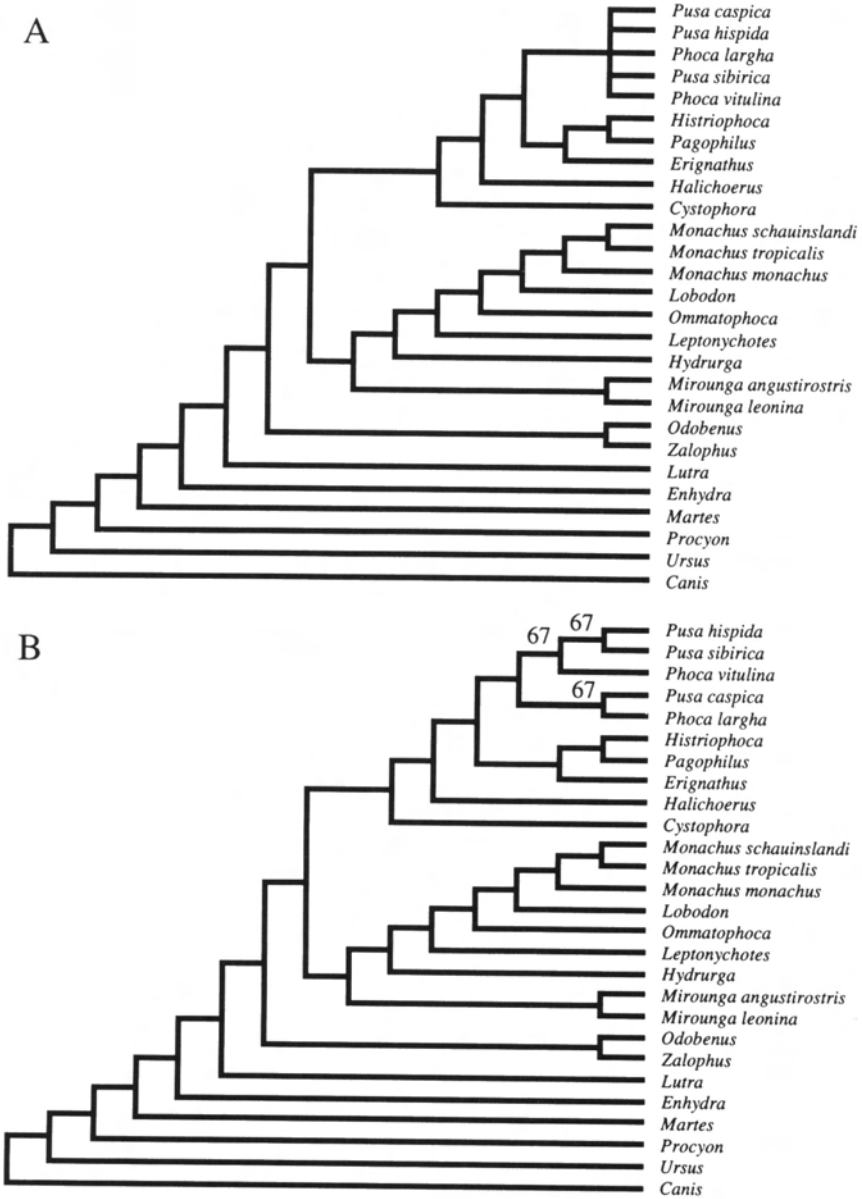 A
Pusa caspica
Pusa hispida
Phoca largha
Pusa sibirica
Phoca vitulina
Histriophoca
Pagophilus
Erignathus
Halichoerus
Cystophora
Monachus schauinslandi
Monachus tropicalis
Monachus monachus
Lobodon
Ommatophoca
Leptonychotes
Hydrurga
Mirounga angustirostris
Mirounga leonina
Odobenus
Zalophus
Lutra
Enhydra
Martes
Procyon
Ursus
Canis
B
67
67
67
Pusa hispida
Pusa sibirica
Phoca vitulina
Pusa caspica
Phoca largha
Histriophoca
Pagophilus
Erignathus
Halichoerus
Cystophora
Monachus schauinslandi
Monachus tropicalis
Monachus monachus
Lobodon
Ommatophoca
Leptonychotes
Hydrurga
Mirounga angustirostris
Mirounga leonina
Odobenus
Zalophus
Lutra
Enhydra
Martes
Procyon
Ursus
Canis